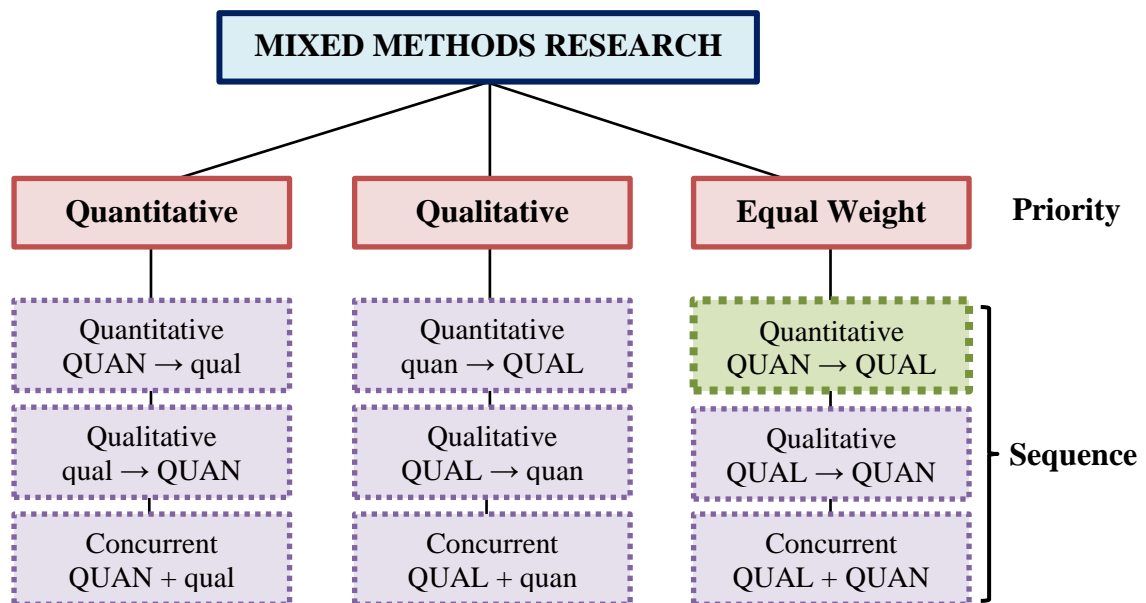 MIXED METHODS RESEARCH
Quantitative
Qualitative
Equal Weight
Priority
Quantitative
QUAN → qual
Quantitative
quan → QUAL
Quantitative
QUAN → QUAL
Qualitative
qual → QUAN
Qualitative
QUAL → quan
Qualitative
QUAL → QUAN
Sequence
Concurrent
QUAN + qual
Concurrent
QUAL + quan
Concurrent
QUAL + QUAN